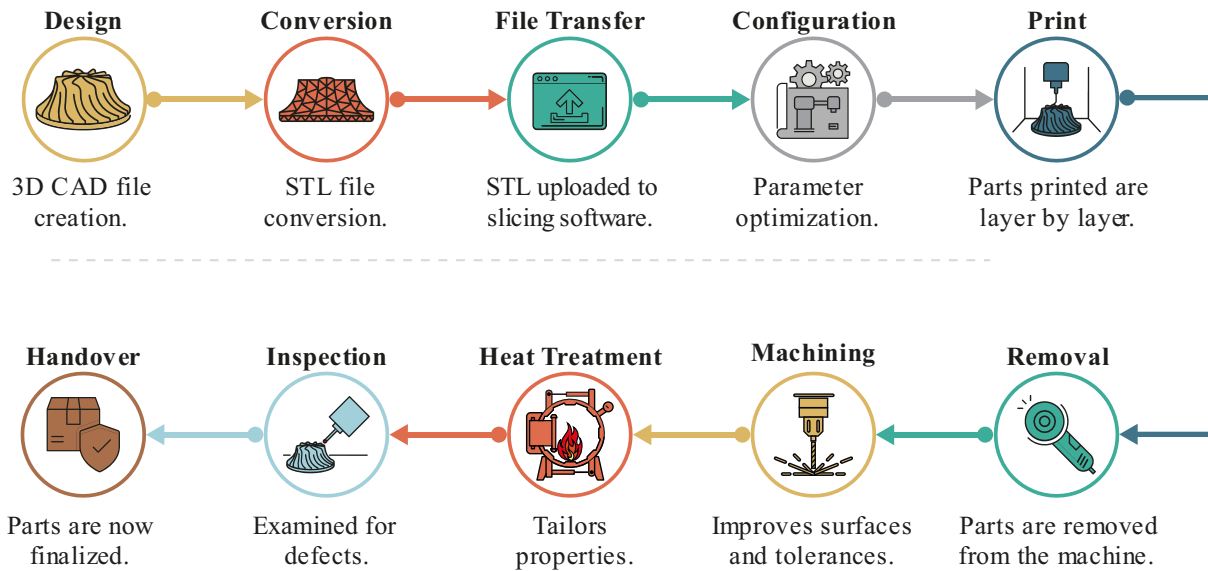 Design
Conversion
File Transfer
Configuration
Print
3D CAD file
creation.
STL file
conversion.
STL uploaded to
slicing software.
Parameter
optimization.
Parts printed are
layer by layer.
Handover
Inspection
Heat Treatment
Machining
Removal
Parts are now
finalized.
Examined for
defects.
Tailors
properties.
Improves surfaces
and tolerances.
Parts are removed
from the machine.